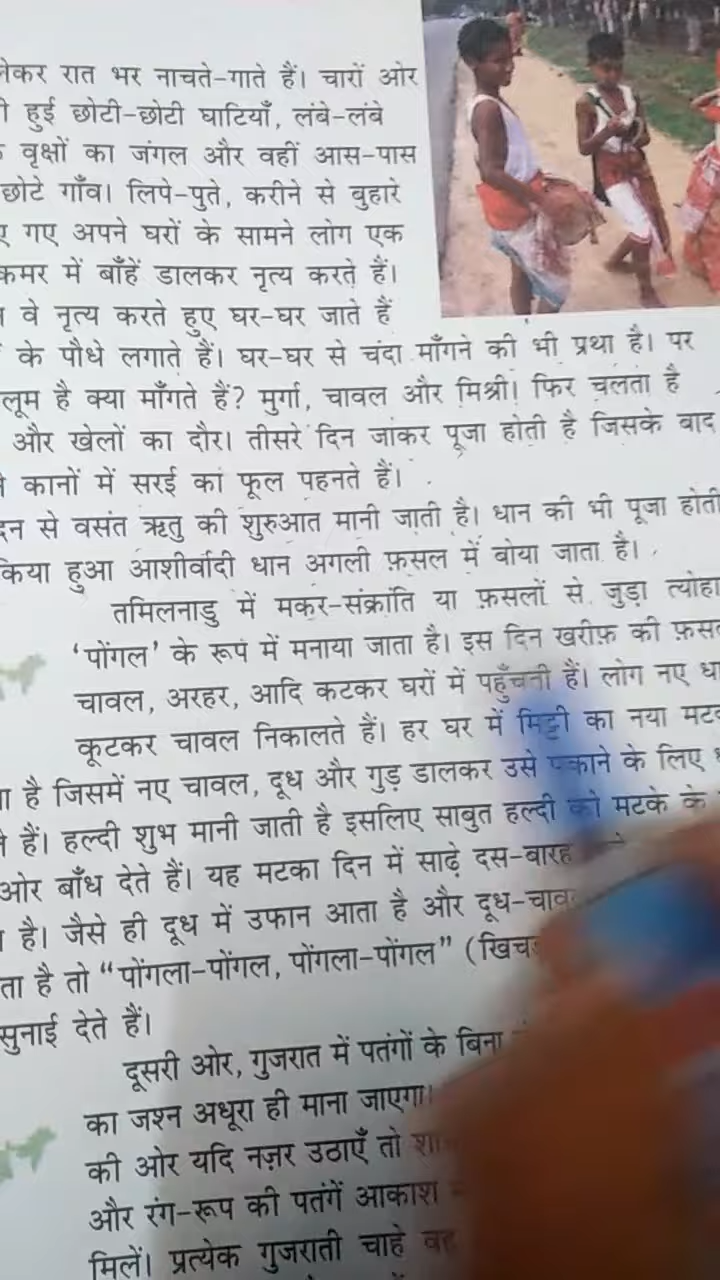 लेकर रात भर नाचते-गाते हैं। चारों ओर
हुई छोटी-छोटी घाटियाँ, लंबे-लंबे
वृक्षों का जंगल और वहीं आस-पास
छोटे गाँव। लिपे-पुते, करीने से बुहारे
गए अपने घरों के सामने लोग एक
कमर में बाँहें डालकर नृत्य करते हैं।
वे नृत्य करते हुए घर-घर जाते हैं
के पौधे लगाते हैं। घर-घर से चंदा माँगने की भी प्रथा है। पर
लूम है क्या माँगते हैं? मुर्गा, चावल और मिश्री। फिर चलता है
और खेलों का दौर। तीसरे दिन जाकर पूजा होती है जिसके बाद
कानों में सरई का फूल पहनते हैं।
से वसंत ऋतु की शुरुआत मानी जाती है। धान की भी पूजा होती
किया हुआ आशीर्वादी धान अगली फ़सल में बोया जाता है।
तमिलनाडु में मकर-संक्रांति या फ़सलों से जुड़ा त्योहा
‘पोंगल’ के रूप में मनाया जाता है। इस दिन खरीफ़ की फ़सल
चावल, अरहर, आदि कटकर घरों में पहुँचती हैं। लोग नए
कूटकर चावल निकालते हैं। हर घर में मिट्टी का नया
है जिसमें नए चावल, दूध और गुड़ डालकर उसे पकाने के लिए
हैं। हल्दी शुभ मानी जाती है इसलिए साबुत हल्दी को मटके के
ओर बाँध देते हैं। यह मटका दिन में साढ़े दस-बारह
है। जैसे ही दूध में उफान आता है और
ता है तो “पोंगला-पोंगल, पोंगला-पोंगल”
सुनाई देते हैं।
दूसरी ओर, गुजरात में पतंगों के बिना
का जश्न अधूरा ही माना जाएगा।
की ओर यदि नज़र उठाएँ तो
और रंग-रूप की पतंगें आकाश
मिलें। प्रत्येक गुजराती चाहे वह